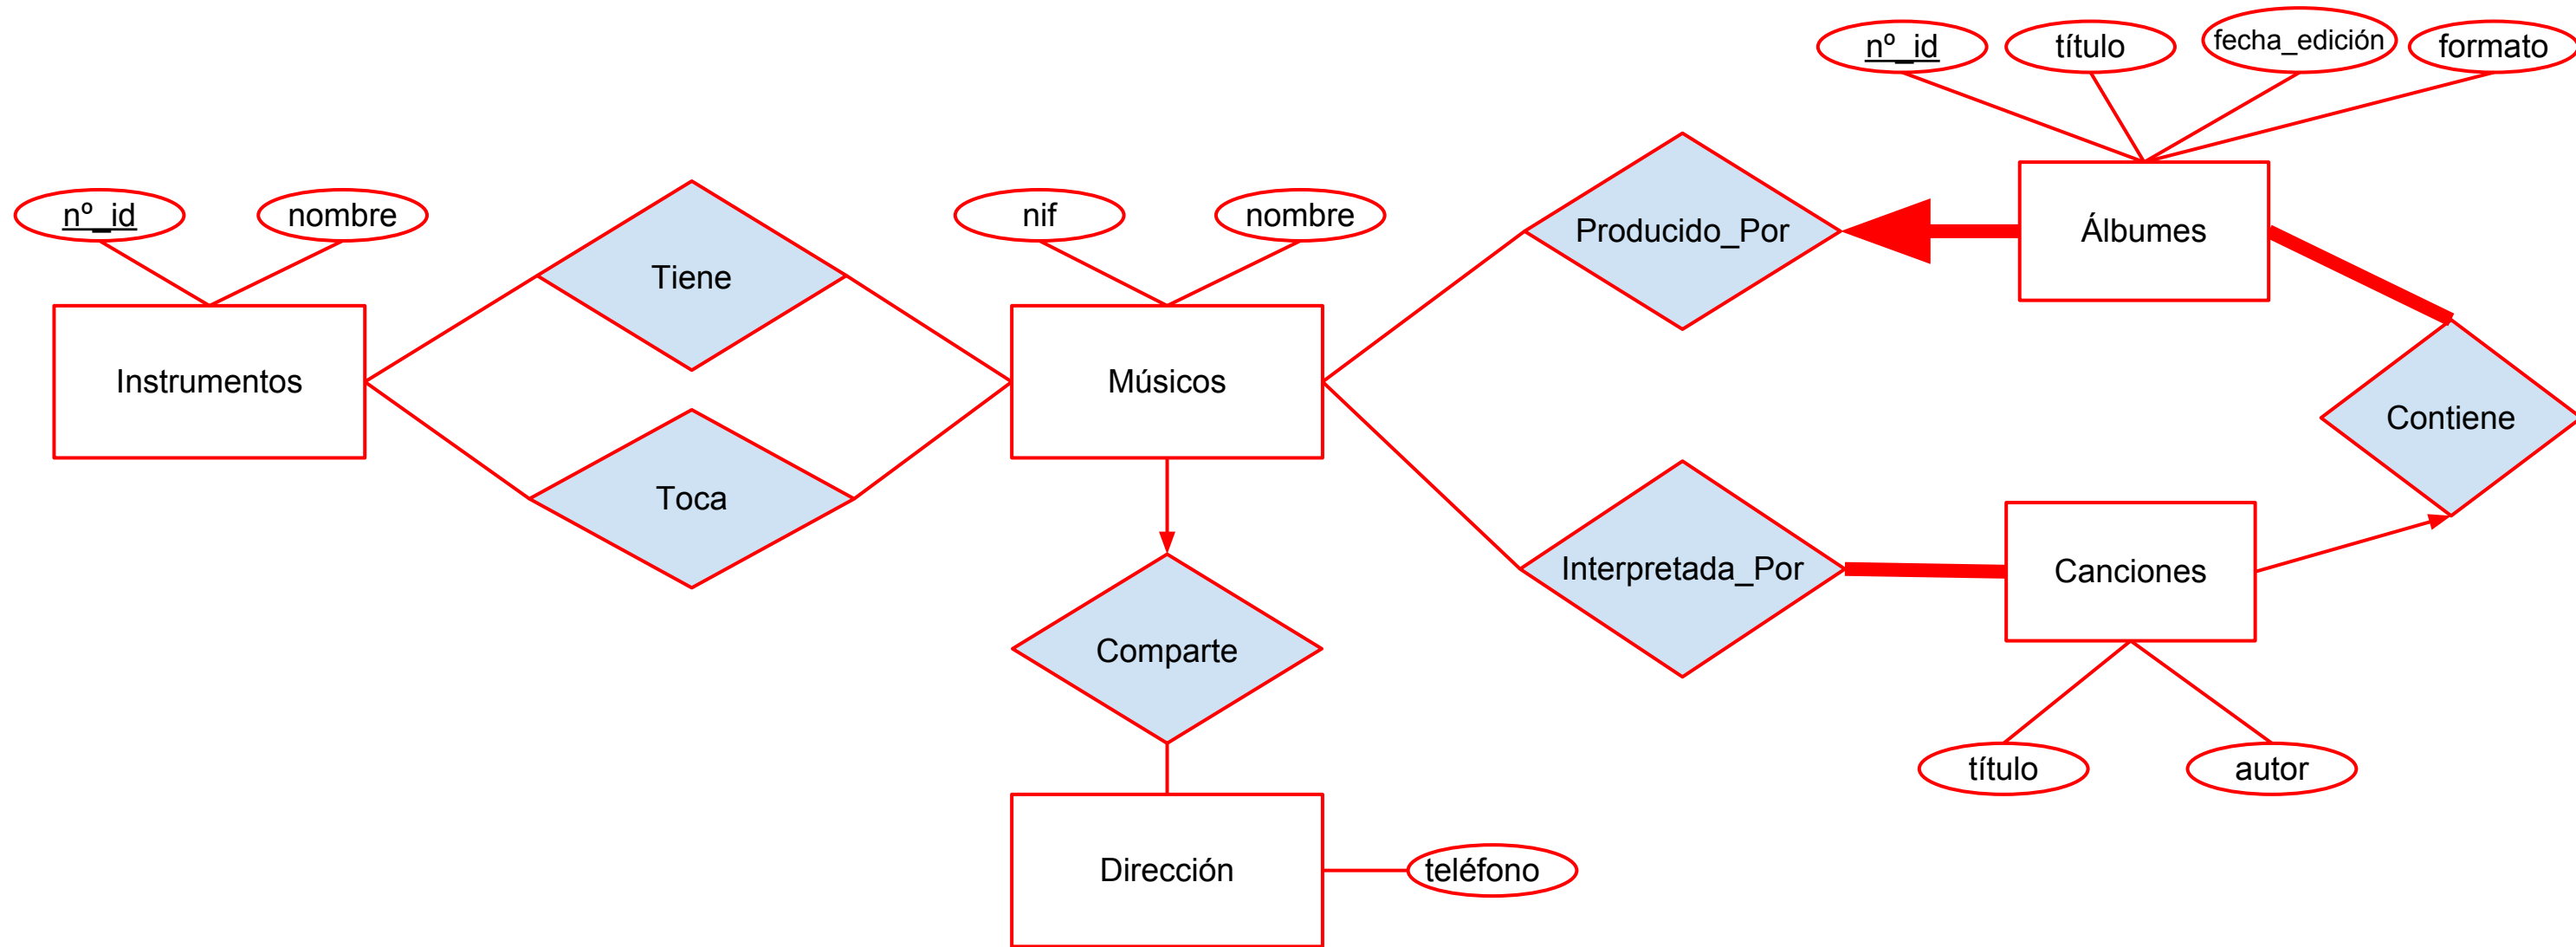 nº_id
título
fecha_edición
formato
nº_id
nombre
nif
nombre
Producido_Por
Álbumes
Tiene
Instrumentos
Músicos
Contiene
Toca
Interpretada_Por
Canciones
Comparte
título
autor
Dirección
teléfono